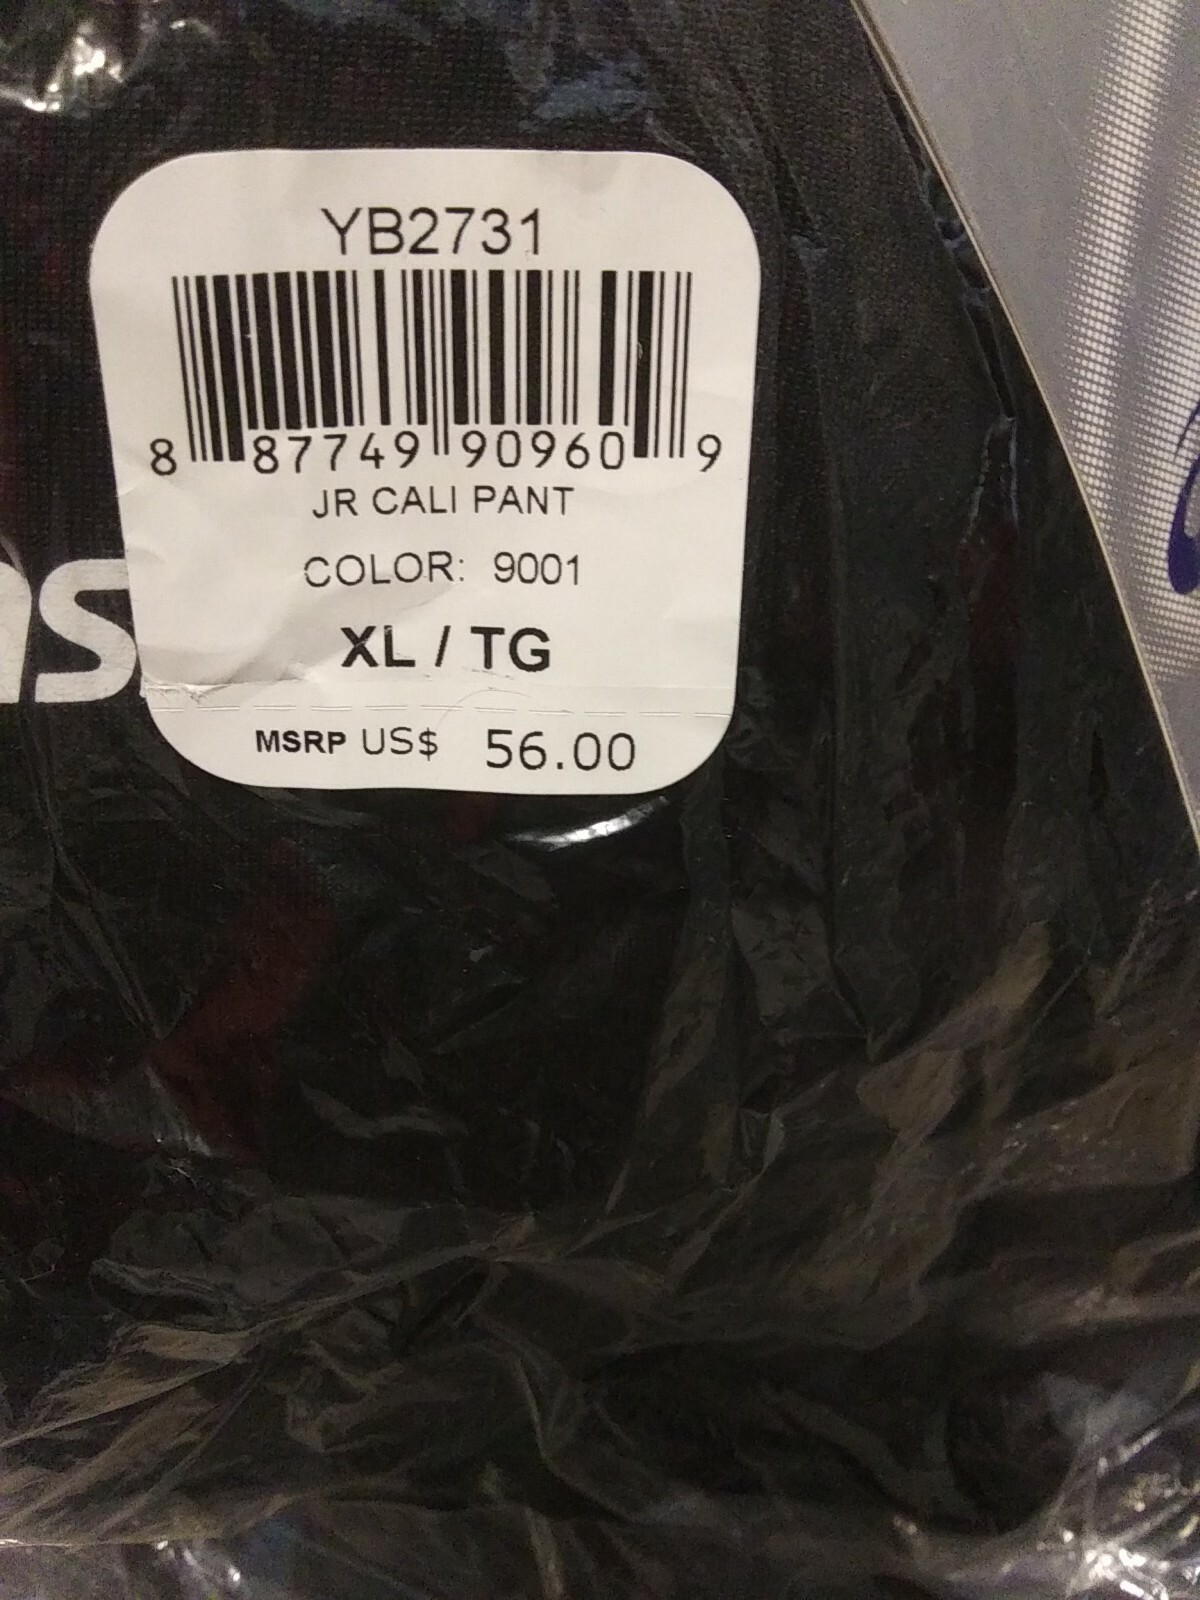 YB2731
8 87749 90960 9
JR CALI PANT
COLOR: 9001
XL / TG
MSRP US$ 56.00